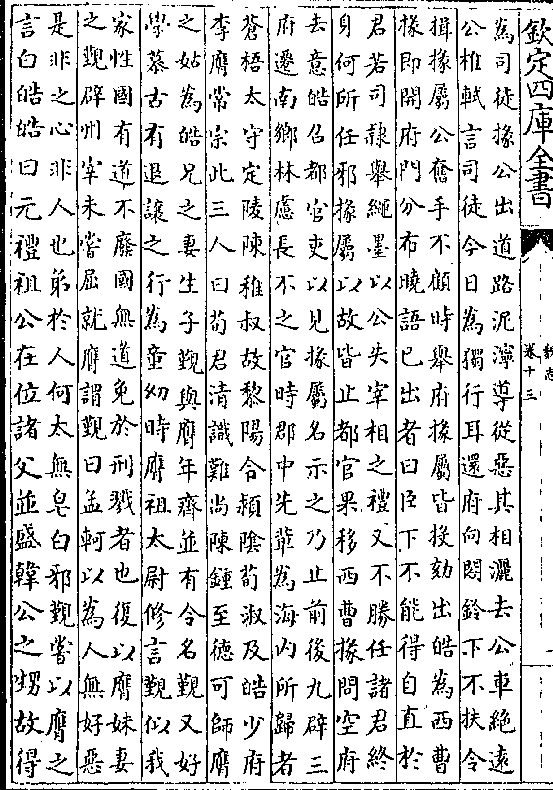 欽定四庫全書
魏志
卷十三
為司徒掾公出道路泥濘導從惡其相灑去公車絶遠
公椎軾言司徒今日為獨行耳還府向閤鈴下不扶令
揖掾屬公奮手不顧時舉府掾屬皆投劾出皓為西曹
掾即開府門分布曉語已出者曰臣下不能得自直於
君若司隷舉繩墨以公失宰相之禮又不勝任諸君終
身何所任邪掾屬以故皆止都官果移西曹掾問空府
去意皓召都官吏以見掾屬名示之乃止前後九辟三
府遷南鄉林慮長不之官時郡中先輩為海内所歸者
蒼梧太守定陵陳稚叔故黎陽令潁陰荀淑及皓少府
李膺常宗此三人曰荀君清識難尚陳鍾至徳可師膺
之姑為皓兄之妻生子覲與膺年齊並有令名覲又好
學慕古有退讓之行為童幼時膺祖太尉修言覲似我
家性國有道不廢國無道免於刑戮者也復以膺妹妻
之覲辟州宰未嘗屈就膺謂覲曰孟軻以為人無好惡
是非之心非人也弟於人何太無皂白邪覲嘗以膺之
言白皓皓曰元禮祖公在位諸父並盛韓公之甥故得